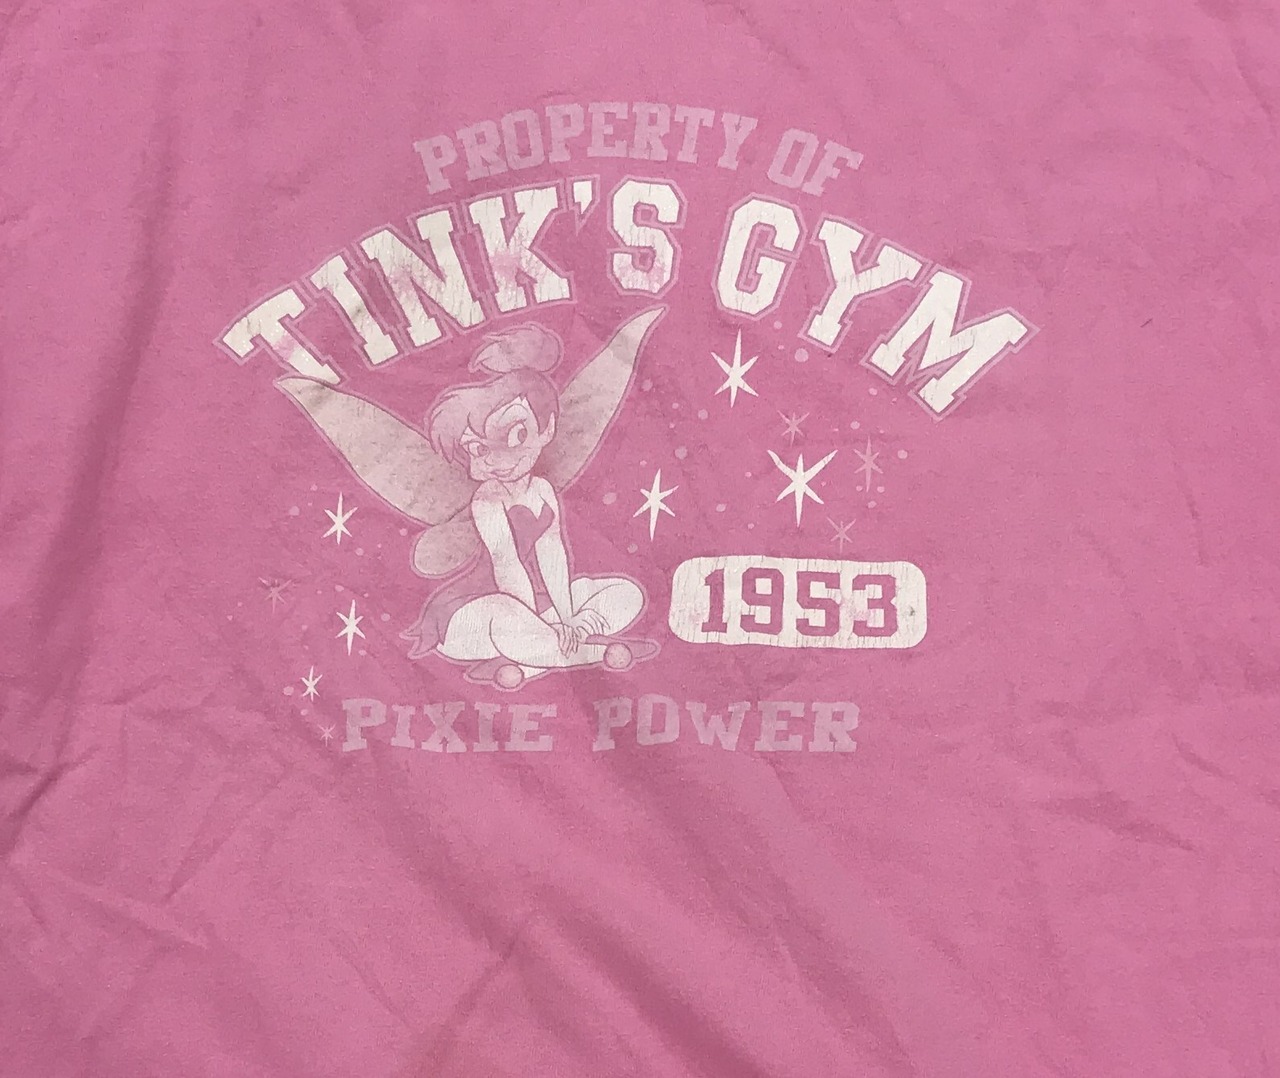 PROPERTY OF
TINK'S GYM
1953
PIXIE POWER